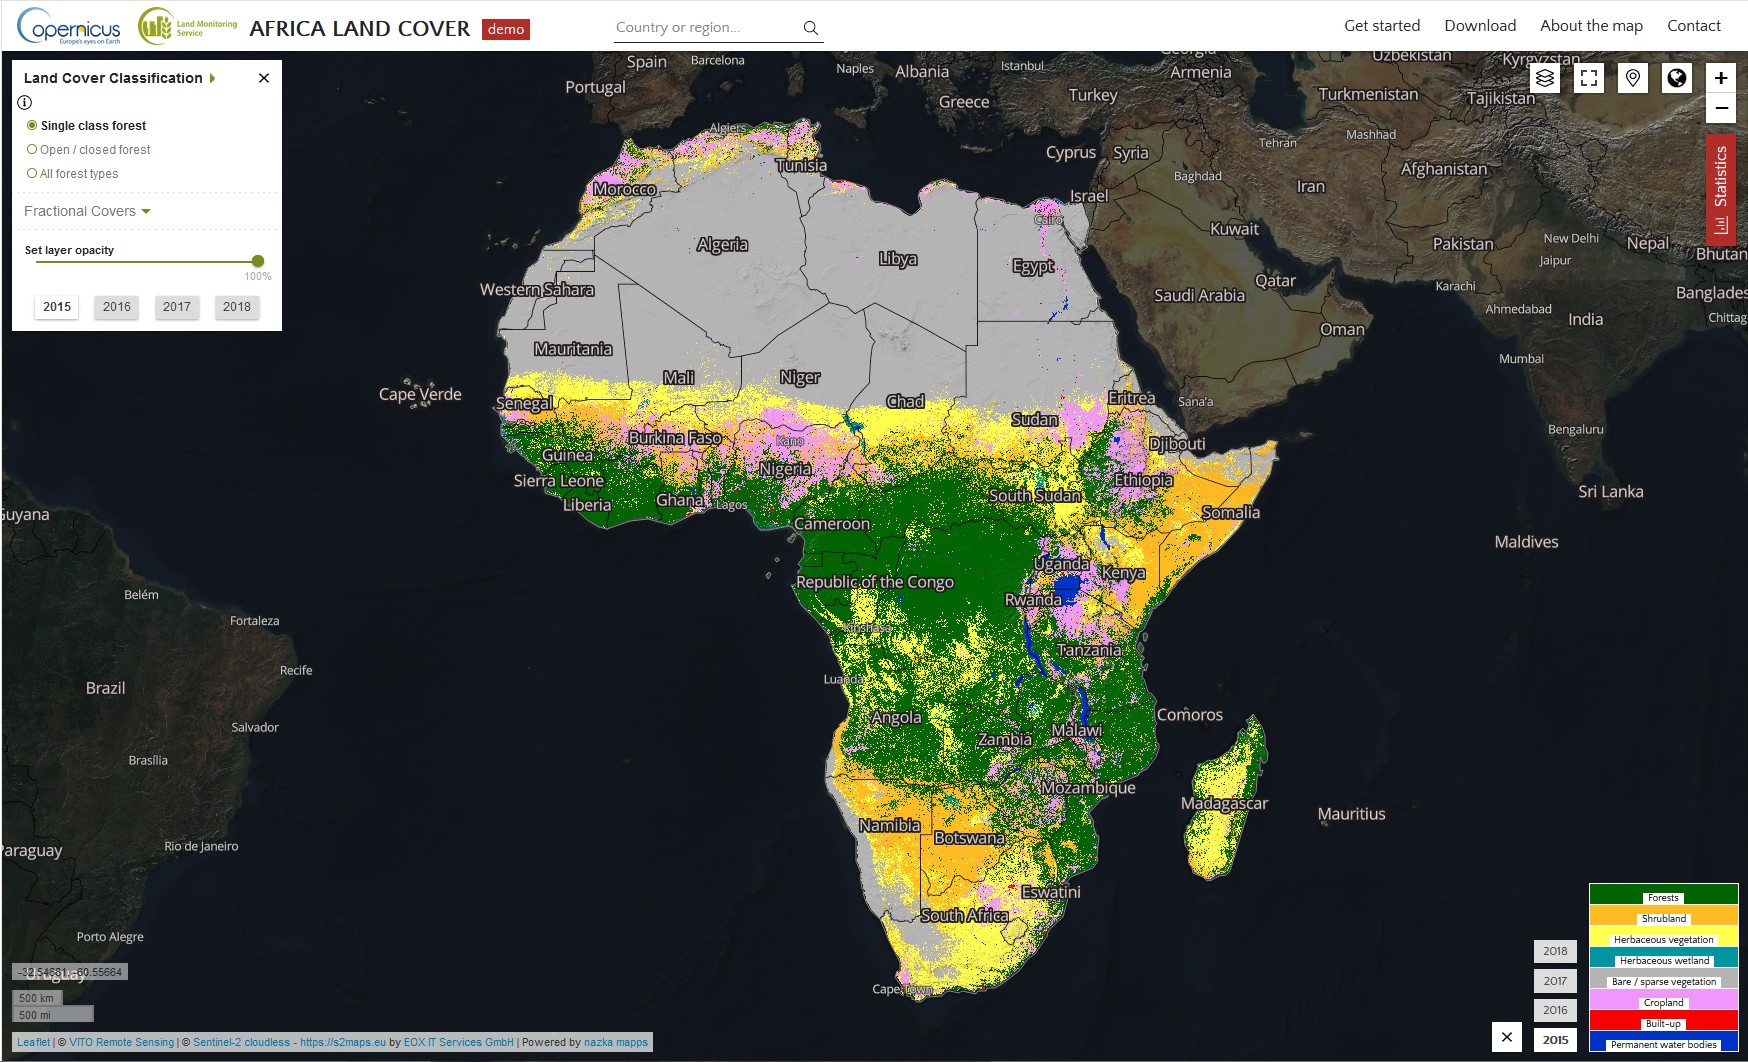 Copernicus
Europe's eyes on Earth
Land Monitoring
Service
AFRICA LAND COVER
demo
Country or region...
Get started
Download
About the map
Contact
Land Cover Classification
Single class forest
Open / closed forest
All forest types
Fractional Covers
Set layer opacity
100%
2015
2016
2017
2018
Statistics
Spain
Barcelona
Portugal
Naples
Albania
Istanbul
Georgia
Armenia
Greece
Turkey
Uzbekistan
Kyrgyzstan
Turkmenistan
Tajikistan
Tehran
Mashhad
Afghanistan
Cyprus
Syria
Baghdad
Iran
Israel
Kuwait
Pakistan
New Delhi
Nepal
Jaipur
Bhutan
Qatar
Saudi Arabia
Karachi
Banglades
Ahmedabad
India
Chittag
Oman
Mumbai
Sana'a
Bengaluru
Sri Lanka
Maldives
Algiers
Tunisia
Morocco
Algeria
Libya
Cairo
Egypt
Western Sahara
Mauritania
Mali
Niger
Chad
Cape Verde
Senegal
Sudan
Eritrea
Burkina Faso
Kano
Djibouti
Guinea
Nigeria
Sierra Leone
Ethiopia
Liberia
Ghana
Lagos
South Sudan
Somalia
Cameroon
Uganda
Kenya
Republic of the Congo
Rwanda
Kinshasa
Tanzania
Luanda
Angola
Comoros
Zambia
Malawi
Mozambique
Madagascar
Mauritius
Namibia
Botswana
Eswatini
South Africa
Cape Town
Guyana
Belém
Fortaleza
Recife
Brazil
Salvador
Brasília
Paraguay
Rio de Janeiro
Porto Alegre
Uruguay
500 km
500 mi
Leaflet | © VITO Remote Sensing | © Sentinel-2 cloudless - https://s2maps.eu by EOX IT Services GmbH | Powered by nazka mapps
2018
2017
2016
2015
Forests
Shrubland
Herbaceous vegetation
Herbaceous wetland
Bare / sparse vegetation
Cropland
Built-up
Permanent water bodies